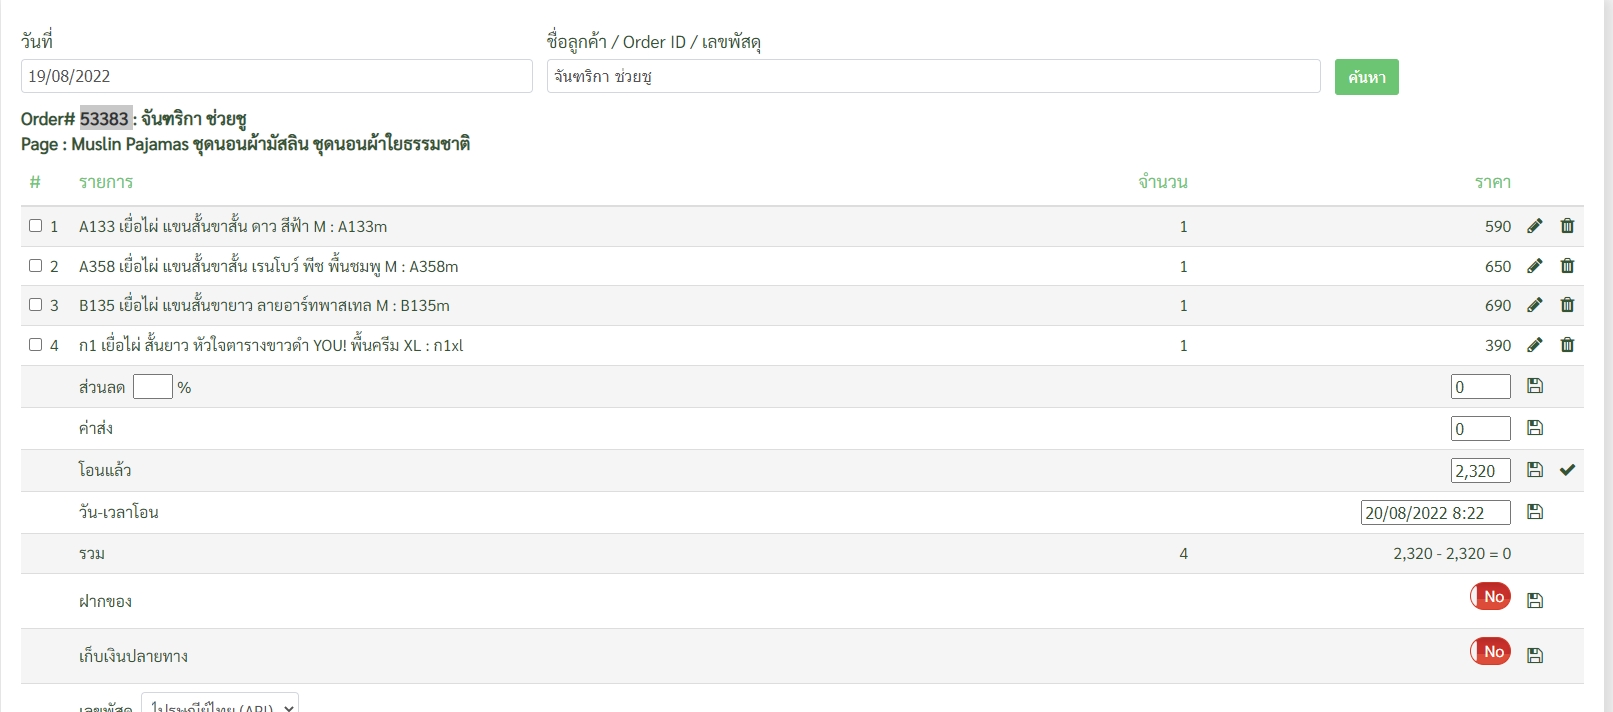 วันที่
ชื่อลูกค้า / Order ID / เลขพัสดุ
19/08/2022
จันฑริกา ช่วยชู
ค้นหา
Order# 53383 : จันฑริกา ช่วยชู
Page : Muslin Pajamas ชุดนอนผ้ามัสลิน ชุดนอนผ้าใยธรรมชาติ
# รายการ จำนวน ราคา
1 A133 เยื่อไผ่ แขนสั้นขาสั้น ดาว สีฟ้า M : A133m 1 590
2 A358 เยื่อไผ่ แขนสั้นขาสั้น เรนโบว์ พีช พื้นชมพู M : A358m 1 650
3 B135 เยื่อไผ่ แขนสั้นขายาว ลายอาร์ทพาสเทล M : B135m 1 690
4 ก1 เยื่อไผ่ สั้นยาว หัวใจตารางขาวดำ YOU! พื้นครีม XL : ก1xl 1 390
ส่วนลด % 0
ค่าส่ง 0
โอนแล้ว 2,320
วัน-เวลาโอน 20/08/2022 8:22
รวม 4 2,320 - 2,320 = 0
ฝากของ No
เก็บเงินปลายทาง No
เลขพัสดุ ไปรษณีย์ไทย (API)